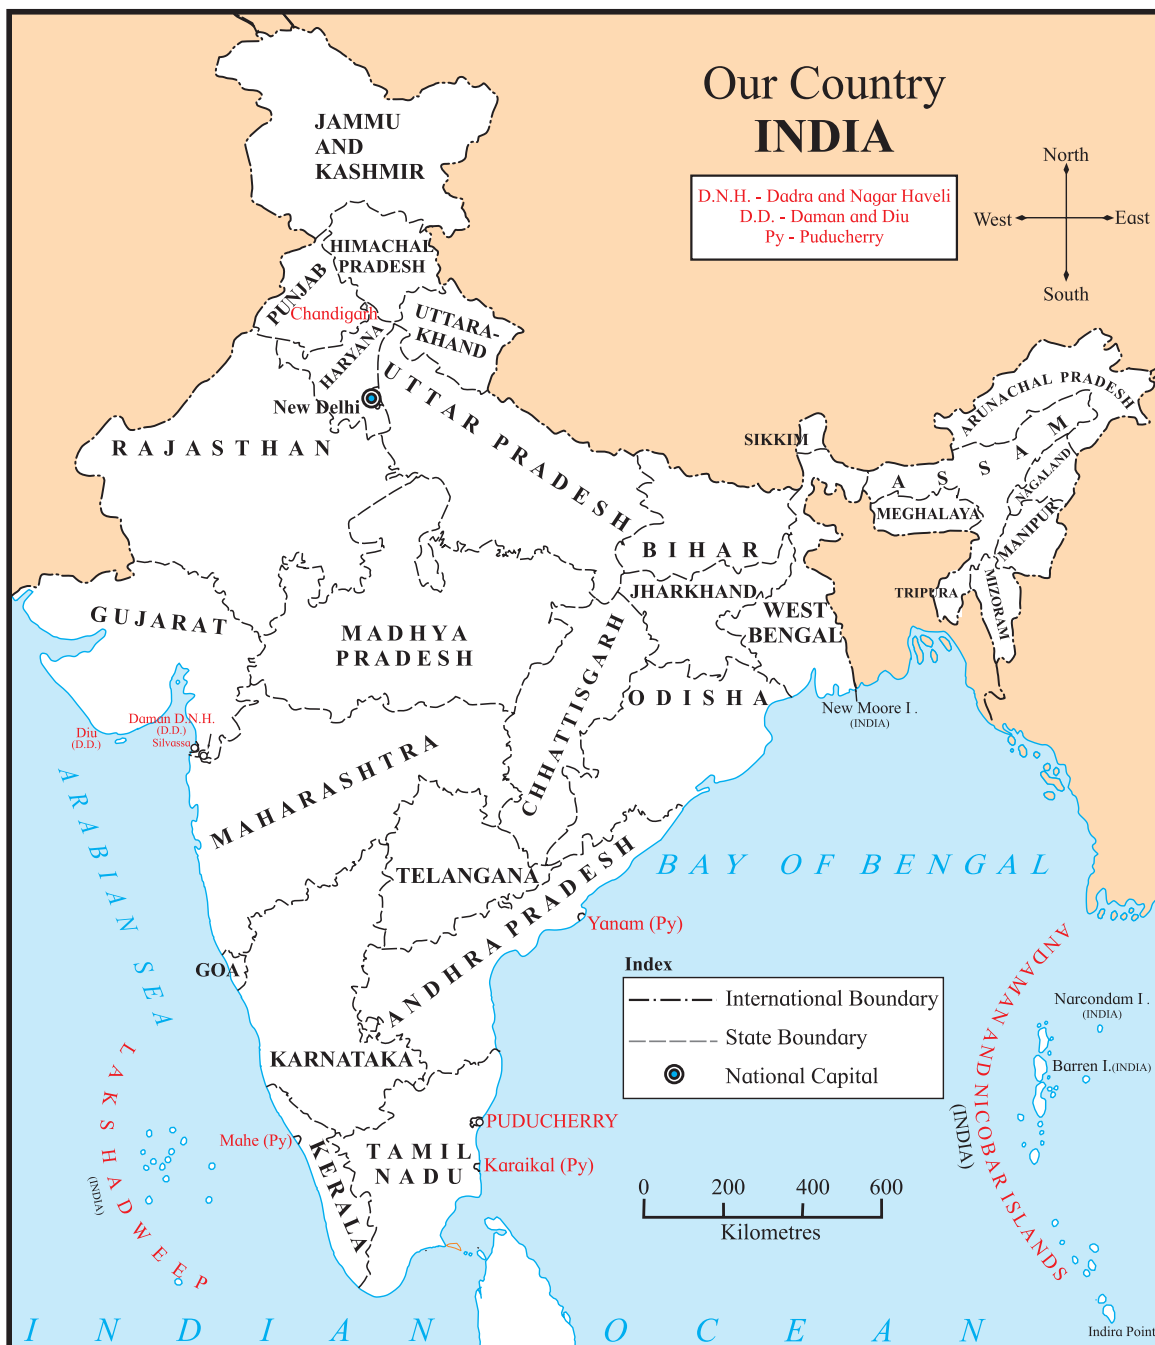 Our Country
INDIA
D.N.H. - Dadra and Nagar Haveli
D.D. - Daman and Diu
Py - Puducherry
North
West
East
South
JAMMU
AND
KASHMIR
HIMACHAL
PRADESH
PUNJAB
Chandigarh
UTTARA-
KHAND
HARYANA
New Delhi
UTTAR PRADESH
RAJASTHAN
SIKKIM
ARUNACHAL PRADESH
ASSAM
NAGALAND
MEGHALAYA
MANIPUR
BIHAR
TRIPURA
MIZORAM
JHARKHAND
WEST
BENGAL
GUJARAT
MADHYA
PRADESH
CHHATTISGARH
ODISHA
New Moore I .
(INDIA)
Daman D.N.H.
(D.D.)
Silvassa
Diu
(D.D.)
MAHARASHTRA
ARABIAN SEA
TELANGANA
BAY OF BENGAL
ANDHRA PRADESH
Yanam (Py)
GOA
Index
International Boundary
State Boundary
National Capital
ANDAMAN AND NICOBAR ISLANDS
(INDIA)
Narcondam I .
(INDIA)
Barren I.(INDIA)
KARNATAKA
LAKSHADWEEP
(INDIA)
PUDUCHERRY
Mahe (Py)
KERALA
TAMIL
NADU
Karaikal (Py)
0 200 400 600
Kilometres
Indira Point
INDIAN OCEAN